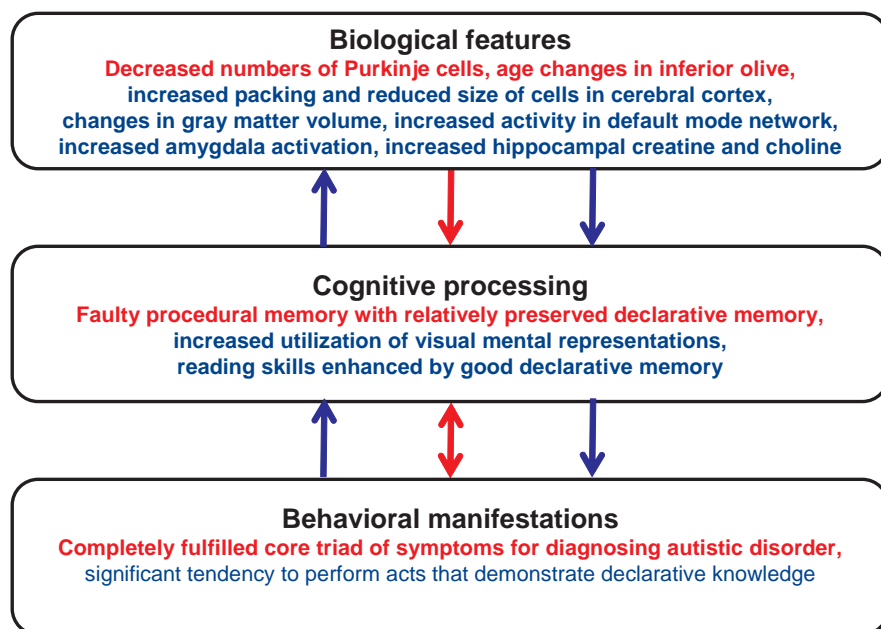 Biological features
Decreased numbers of Purkinje cells, age changes in inferior olive,
increased packing and reduced size of cells in cerebral cortex,
changes in gray matter volume, increased activity in default mode network,
increased amygdala activation, increased hippocampal creatine and choline
Cognitive processing
Faulty procedural memory with relatively preserved declarative memory,
increased utilization of visual mental representations,
reading skills enhanced by good declarative memory
Behavioral manifestations
Completely fulfilled core triad of symptoms for diagnosing autistic disorder,
significant tendency to perform acts that demonstrate declarative knowledge